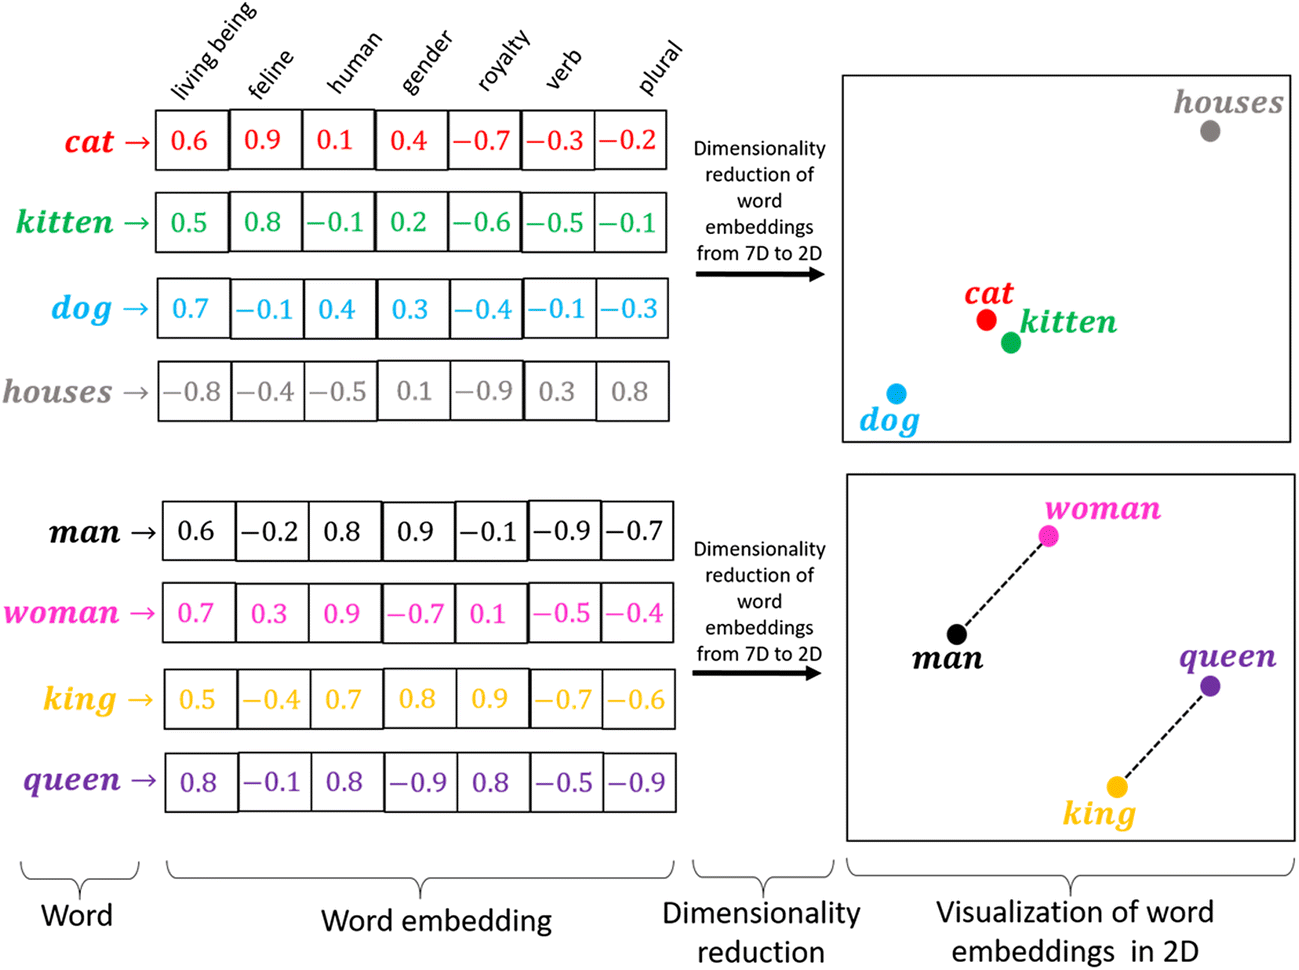 living being feline human gender royalty verb plural
cat → 0.6 0.9 0.1 0.4 −0.7 −0.3 −0.2
kitten → 0.5 0.8 −0.1 0.2 −0.6 −0.5 −0.1
dog → 0.7 −0.1 0.4 0.3 −0.4 −0.1 −0.3
houses → −0.8 −0.4 −0.5 0.1 −0.9 0.3 0.8
Dimensionality
reduction of
word
embeddings
from 7D to 2D
houses
cat
kitten
dog
man → 0.6 −0.2 0.8 0.9 −0.1 −0.9 −0.7
woman → 0.7 0.3 0.9 −0.7 0.1 −0.5 −0.4
king → 0.5 −0.4 0.7 0.8 0.9 −0.7 −0.6
queen → 0.8 −0.1 0.8 −0.9 0.8 −0.5 −0.9
Dimensionality
reduction of
word
embeddings
from 7D to 2D
woman
man
queen
king
Word
Word embedding
Dimensionality
reduction
Visualization of word
embeddings in 2D